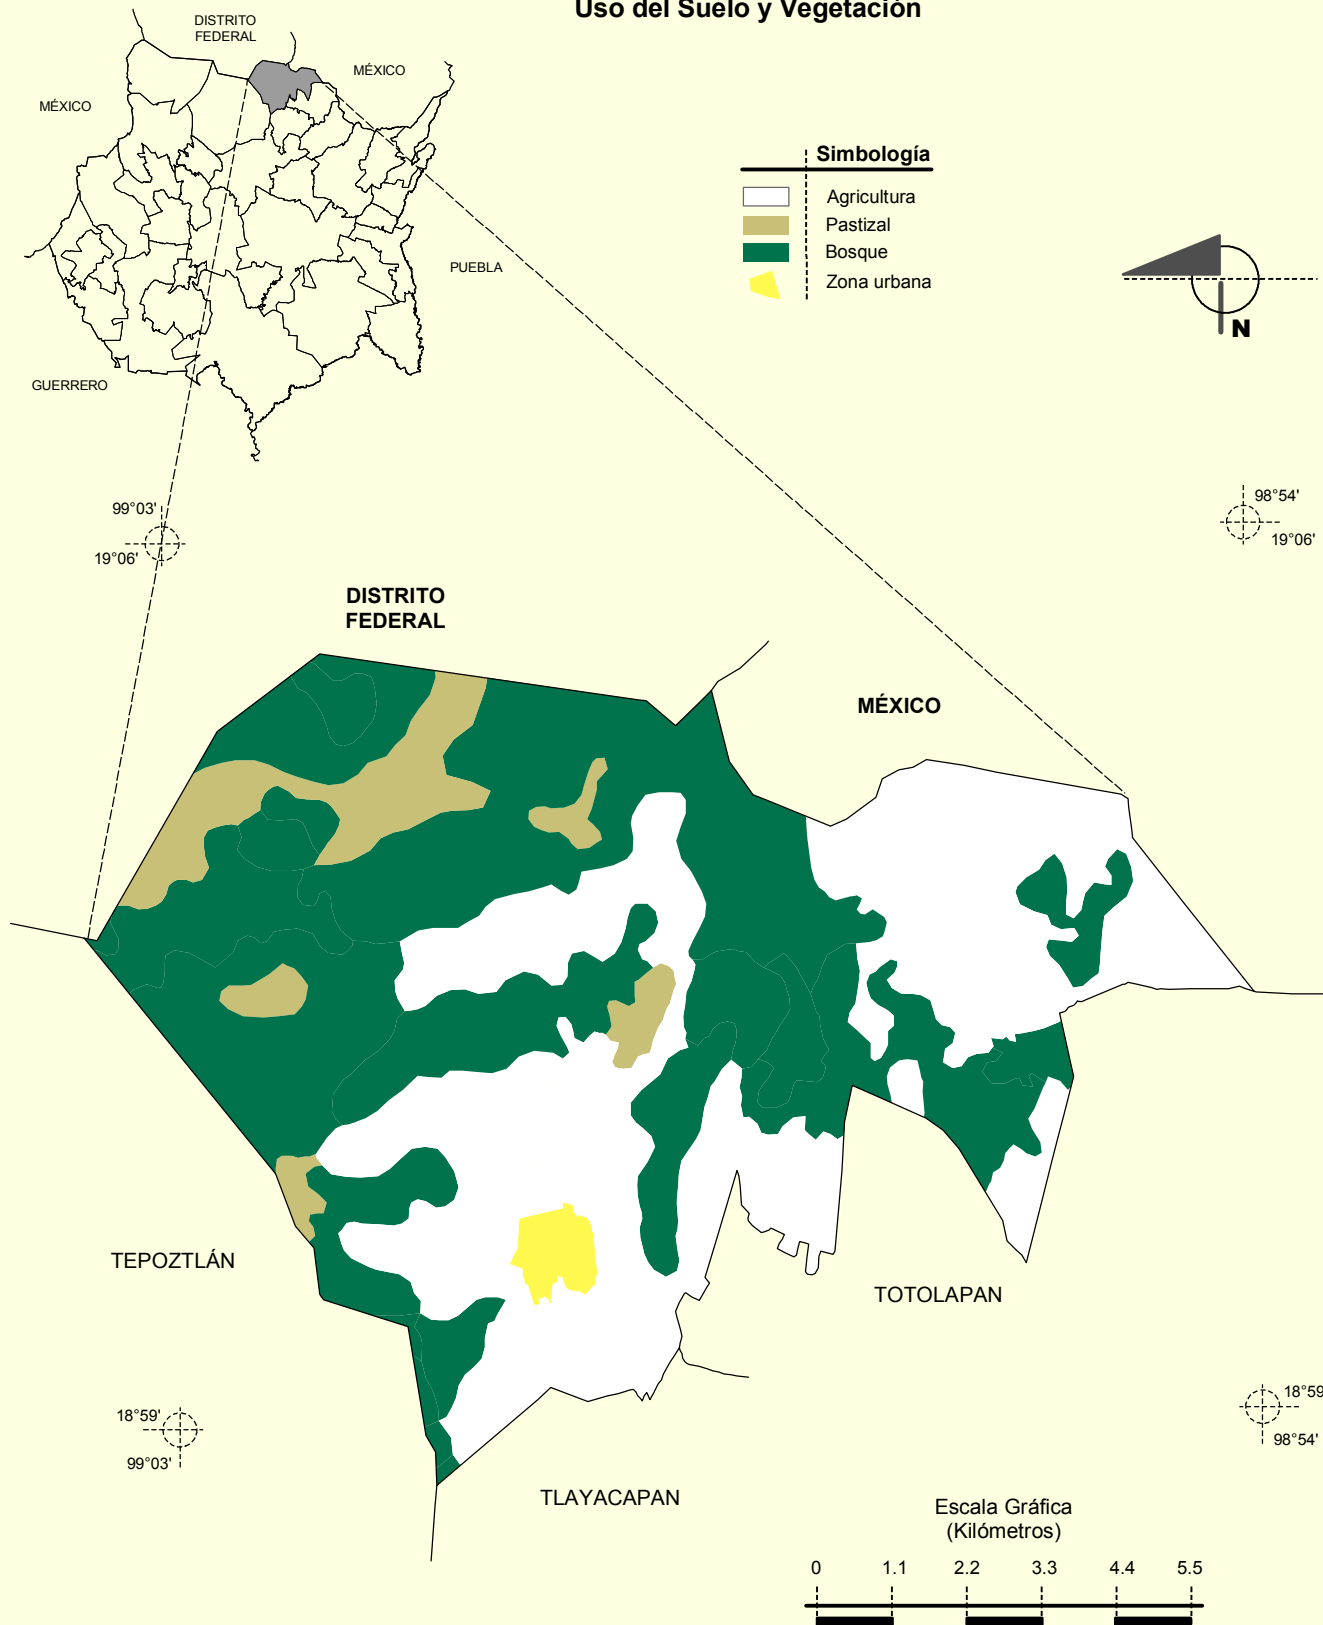 Uso del Suelo y Vegetación
DISTRITO
FEDERAL
MÉXICO
MÉXICO
PUEBLA
GUERRERO
Simbología
Agricultura
Pastizal
Bosque
Zona urbana
N
99°03'
19°06'
98°54'
19°06'
DISTRITO
FEDERAL
MÉXICO
TEPOZTLÁN
TOTOLAPAN
18°59'
99°03'
18°59
98°54'
TLAYACAPAN
Escala Gráfica
(Kilómetros)
0 1.1 2.2 3.3 4.4 5.5